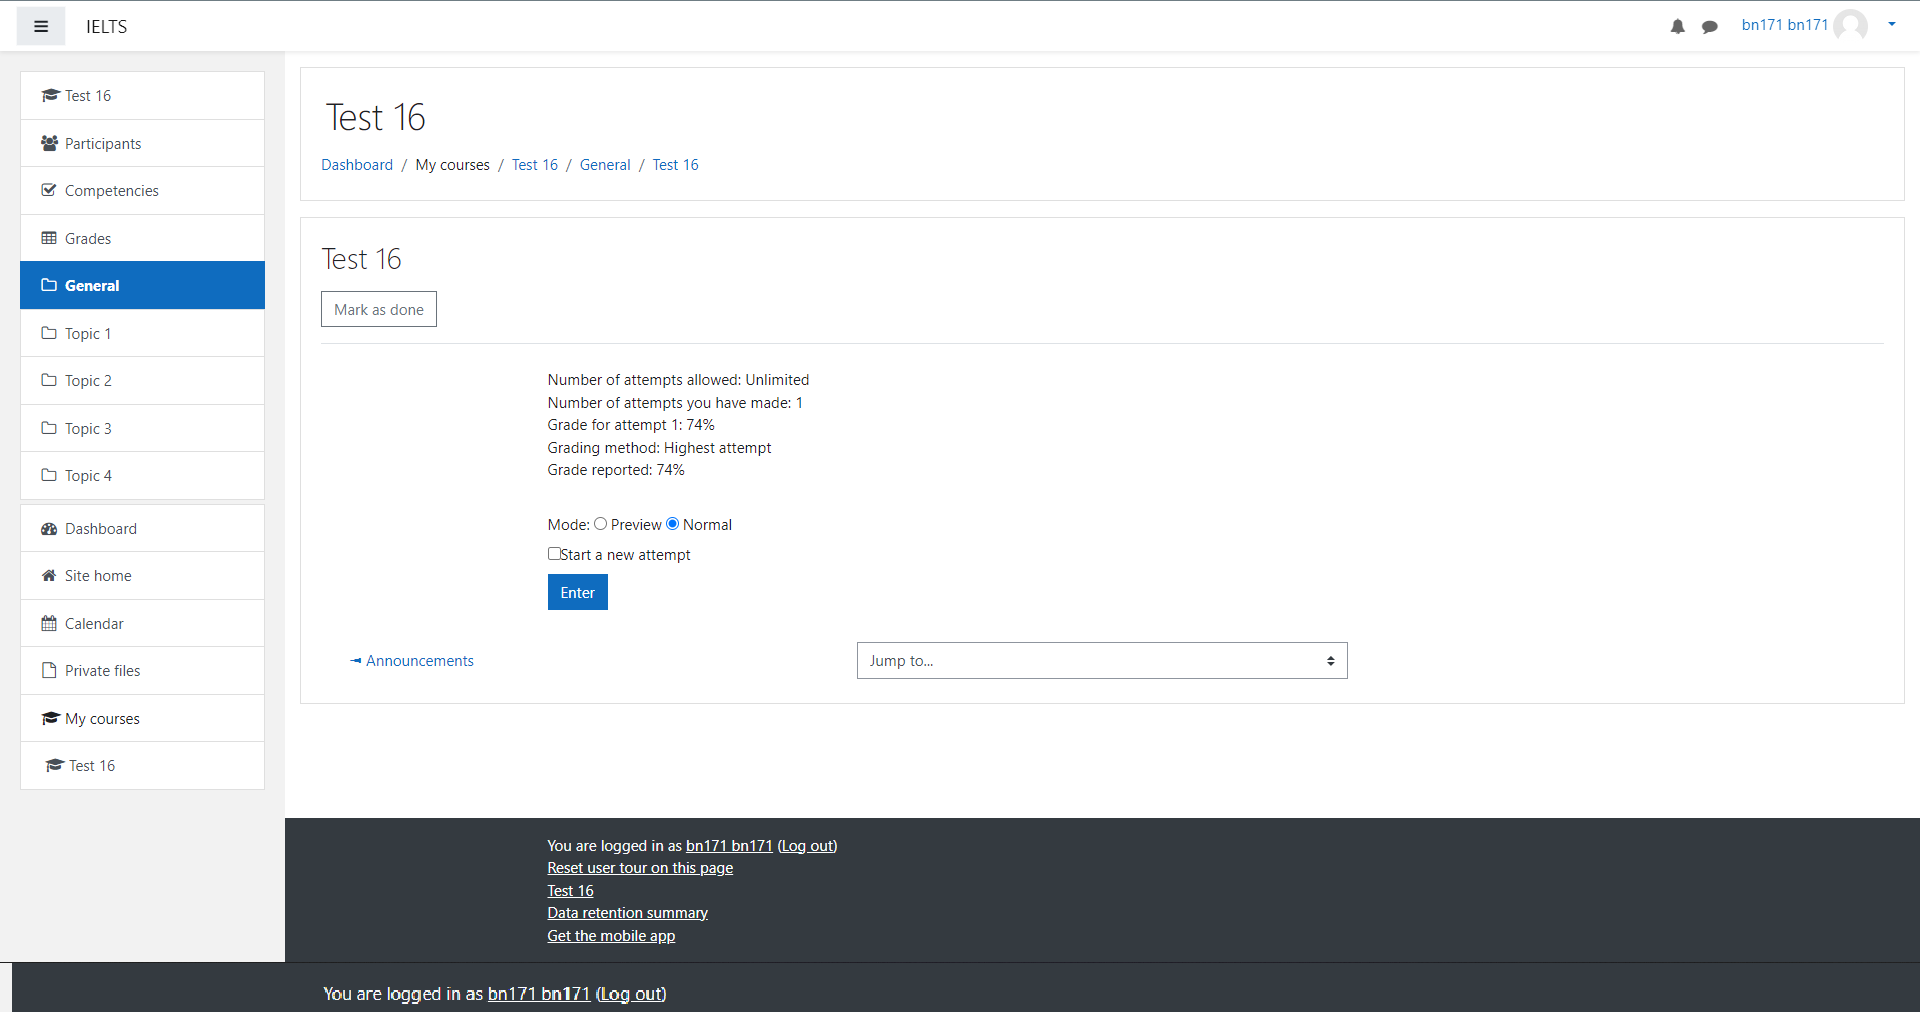 IELTS
bn171 bn171
Test 16
Participants
Competencies
Grades
General
Topic 1
Topic 2
Topic 3
Topic 4
Dashboard
Site home
Calendar
Private files
My courses
Test 16
Test 16
Dashboard / My courses / Test 16 / General / Test 16
Test 16
Mark as done
Number of attempts allowed: Unlimited
Number of attempts you have made: 1
Grade for attempt 1: 74%
Grading method: Highest attempt
Grade reported: 74%
Mode: Preview Normal
Start a new attempt
Enter
◄ Announcements
Jump to...
You are logged in as bn171 bn171 (Log out)
Reset user tour on this page
Test 16
Data retention summary
Get the mobile app
You are logged in as bn171 bn171 (Log out)